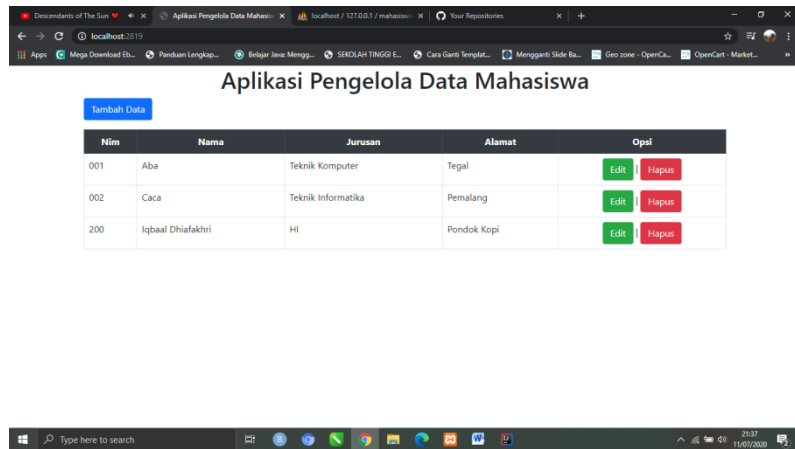 Descendants of The Sun
Aplikasi Pengelola Data Mahasis
localhost / 127.0.0.1 / mahasisw
Your Repositories
localhost:2819
Apps
Mega Download Eb...
Panduan Lengkap...
Belajar Java: Mengg...
SEKOLAH TINGGI E...
Cara Ganti Templat...
Mengganti Slide Ba...
Geo zone - OpenCa...
OpenCart - Market...
Aplikasi Pengelola Data Mahasiswa
Tambah Data
Nim Nama Jurusan Alamat Opsi
001 Aba Teknik Komputer Tegal Edit | Hapus
002 Caca Teknik Informatika Pemalang Edit | Hapus
200 Iqbaal Dhiafakhri HI Pondok Kopi Edit | Hapus
Type here to search
21:37
11/07/2020